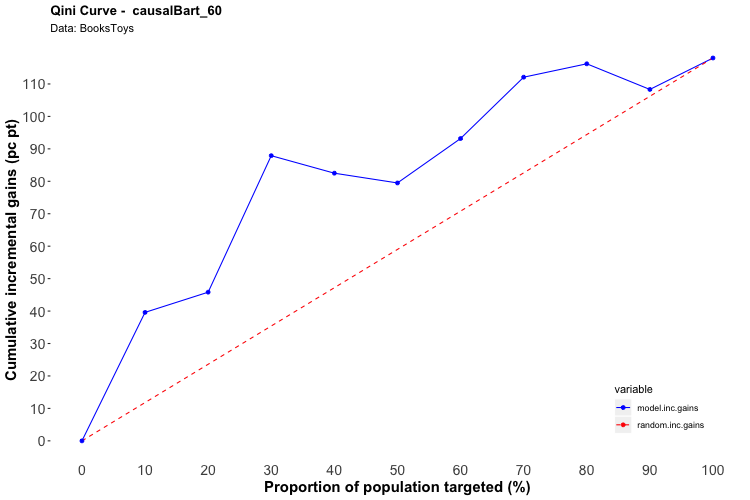 Qini Curve - causalBart_60
Data: BooksToys
Cumulative incremental gains (pc pt)
110
100
90
80
70
60
50
40
30
20
10
0
0 10 20 30 40 50 60 70 80 90 100
Proportion of population targeted (%)
variable
model.inc.gains
random.inc.gains